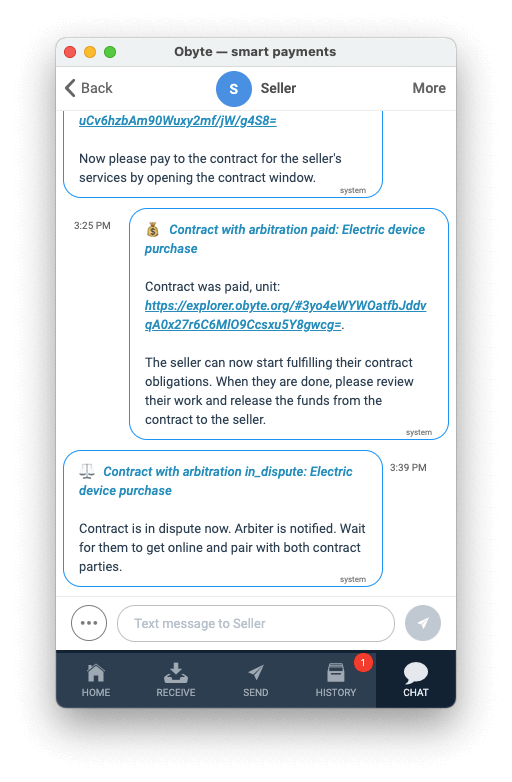 Obyte — smart payments
Back
S
Seller
More
uCv6hzbAm90Wuxy2mf/jW/g4S8=
Now please pay to the contract for the seller's
services by opening the contract window.
system
3:25 PM
Contract with arbitration paid: Electric device
purchase
Contract was paid, unit:
https://explorer.obyte.org/#3yo4eWYWOatfbJddv
qA0x27r6C6MlO9Ccsxu5Y8gwcg=.
The seller can now start fulfilling their contract
obligations. When they are done, please review
their work and release the funds from the
contract to the seller.
system
Contract with arbitration in_dispute: Electric
device purchase
3:39 PM
Contract is in dispute now. Arbiter is notified. Wait
for them to get online and pair with both contract
parties.
system
Text message to Seller
1
HOME
RECEIVE
SEND
HISTORY
CHAT